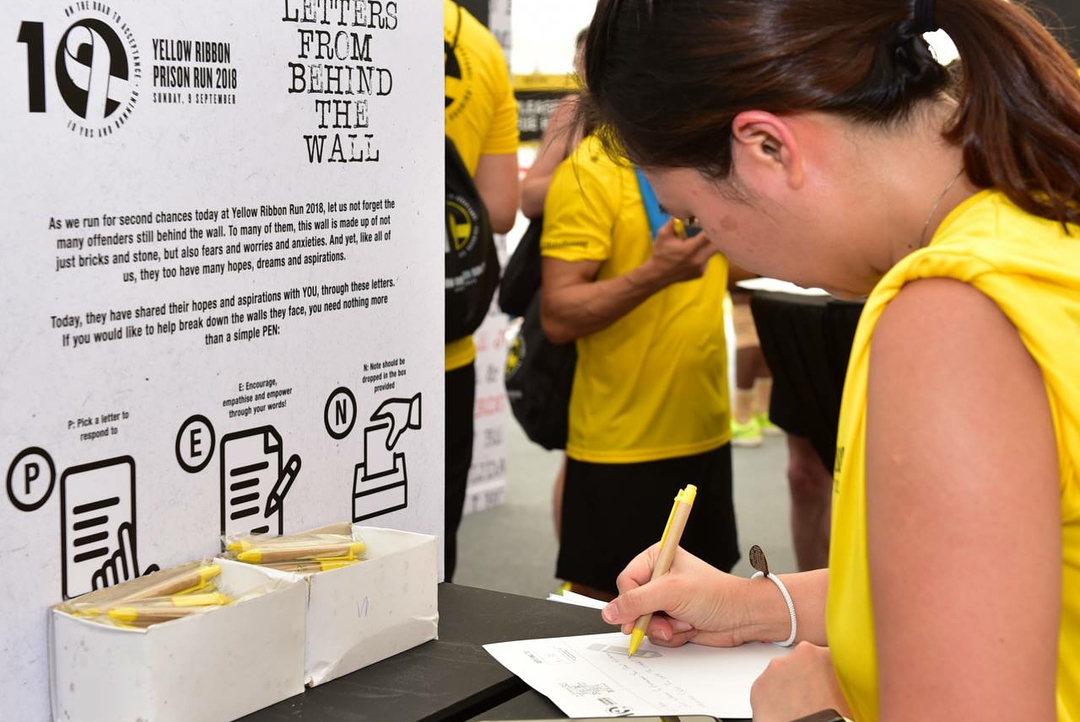 10
ON THE ROAD TO ACCEPTANCE
YELLOW RIBBON
PRISON RUN 2018
SUNDAY, 9 SEPTEMBER
LETTERS
FROM
BEHIND
THE
WALL
As we run for second chances today at Yellow Ribbon Run 2018, let us not forget the
many offenders still behind the wall. To many of them, this wall is made up of not
just bricks and stone, but also fears and worries and anxieties. And yet, like all of
us, they too have many hopes, dreams and aspirations.
Today, they have shared their hopes and aspirations with YOU, through these letters.
If you would like to help break down the walls they face, you need nothing more
than a simple PEN:
P: Pick a letter to
respond to
E: Encourage,
empathise and empower
through your words!
N: Note should be
dropped in the box
provided
P
E
N